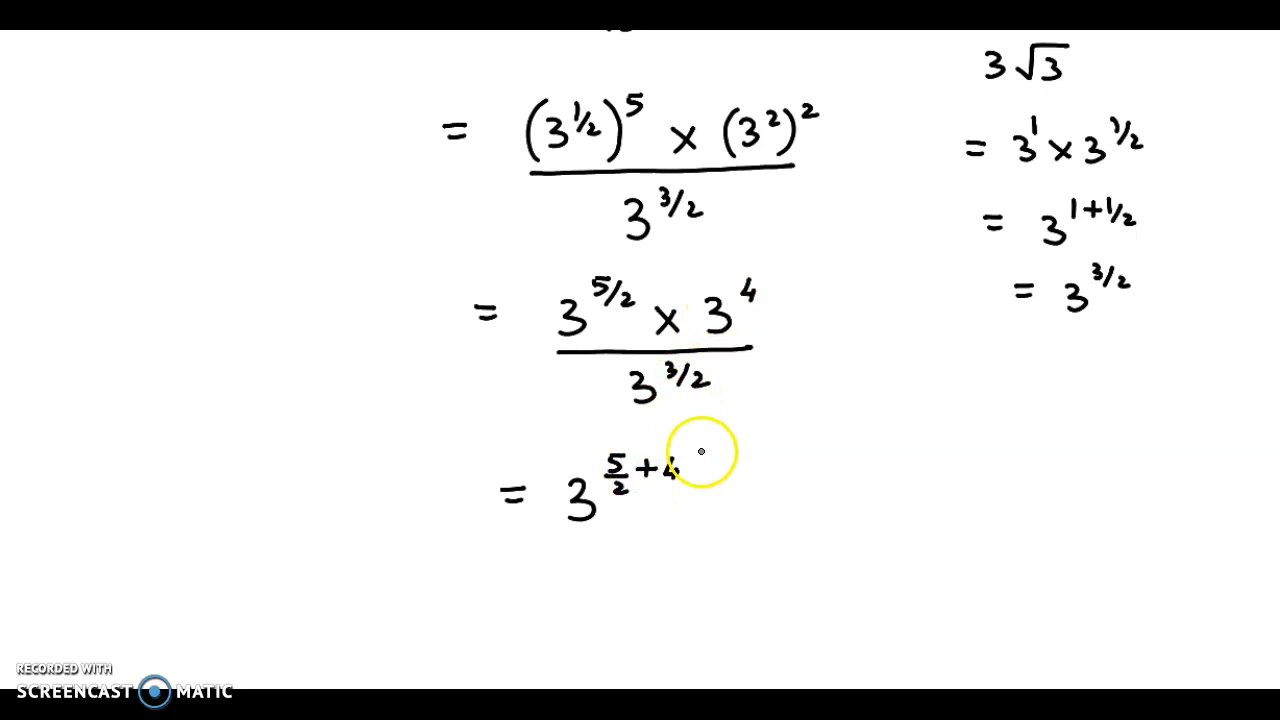 3√3
= (3^1/2)^5 × (3^2)^2
3^3/2
= 3^1 × 3^1/2
= 3^1+1/2
= 3^3/2
= 3^5/2 × 3^4
3^3/2
= 3^5/2 + 4
RECORDED WITH
SCREENCAST MATIC